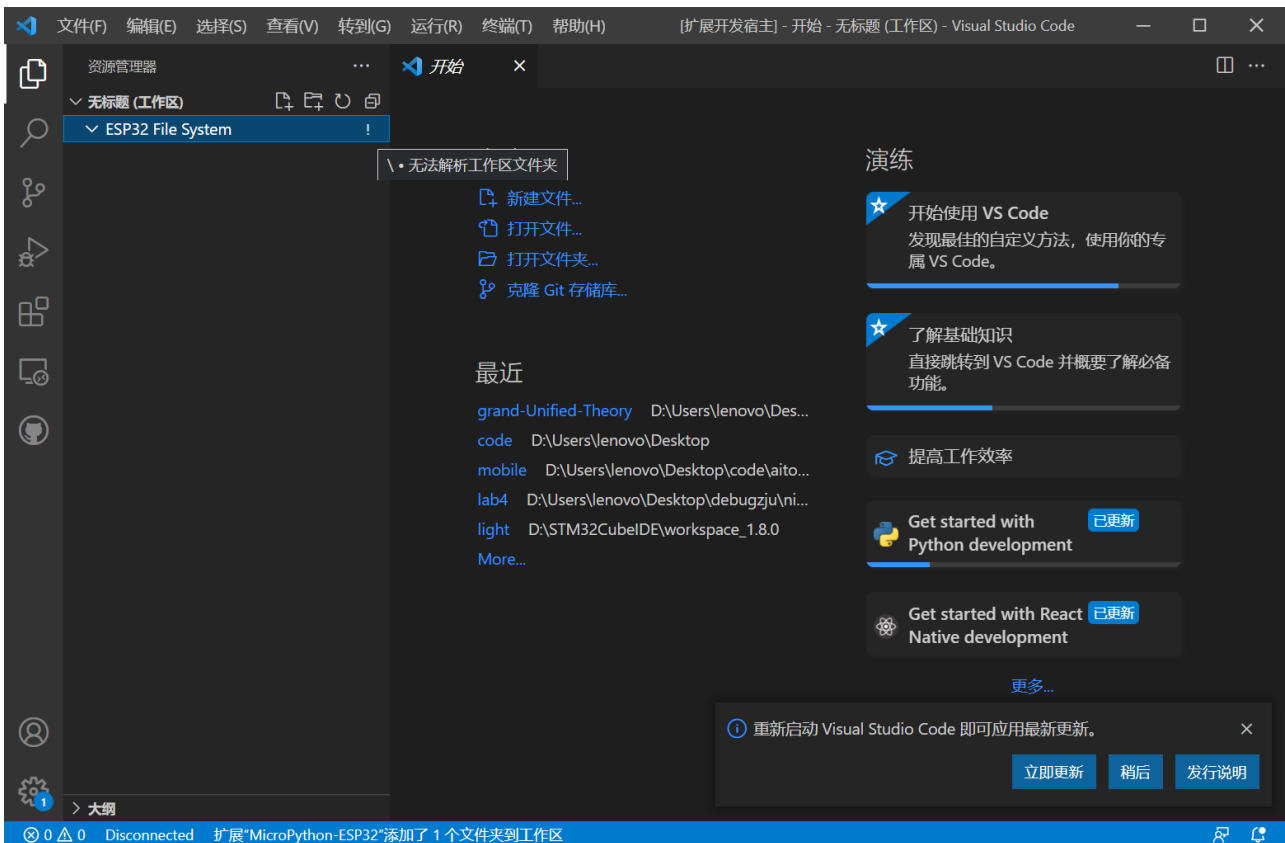 文件(F) 编辑(E) 选择(S) 查看(V) 转到(G) 运行(R) 终端(T) 帮助(H) [扩展开发宿主] - 开始 - 无标题 (工作区) - Visual Studio Code
资源管理器
开始
无标题 (工作区)
ESP32 File System !
\ • 无法解析工作区文件夹
新建文件...
打开文件...
打开文件夹...
克隆 Git 存储库...
最近
grand-Unified-Theory D:\Users\lenovo\Des...
code D:\Users\lenovo\Desktop
mobile D:\Users\lenovo\Desktop\code\aito...
lab4 D:\Users\lenovo\Desktop\debugzju\ni...
light D:\STM32CubeIDE\workspace_1.8.0
More...
演练
开始使用 VS Code
发现最佳的自定义方法，使用你的专
属 VS Code。
了解基础知识
直接跳转到 VS Code 并概要了解必备
功能。
提高工作效率
Get started with 已更新
Python development
Get started with React 已更新
Native development
更多...
重新启动 Visual Studio Code 即可应用最新更新。
立即更新 稍后 发行说明
1
大纲
0 0 Disconnected 扩展“MicroPython-ESP32”添加了 1 个文件夹到工作区